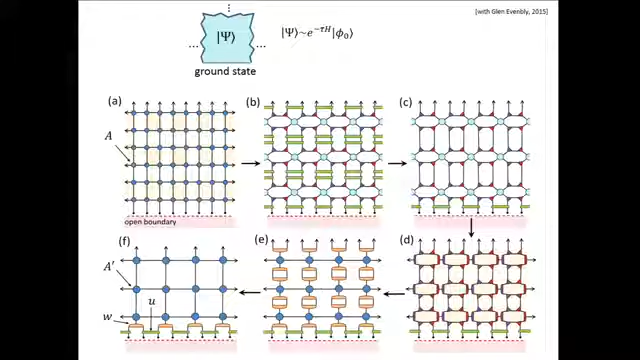 [with Glen Evenbly, 2015]
|Ψ⟩
|Ψ⟩~e^{-τH}|ϕ₀⟩
...
...
ground state
(a)
(b)
(c)
A
open boundary
(f)
(e)
(d)
A'
u
w